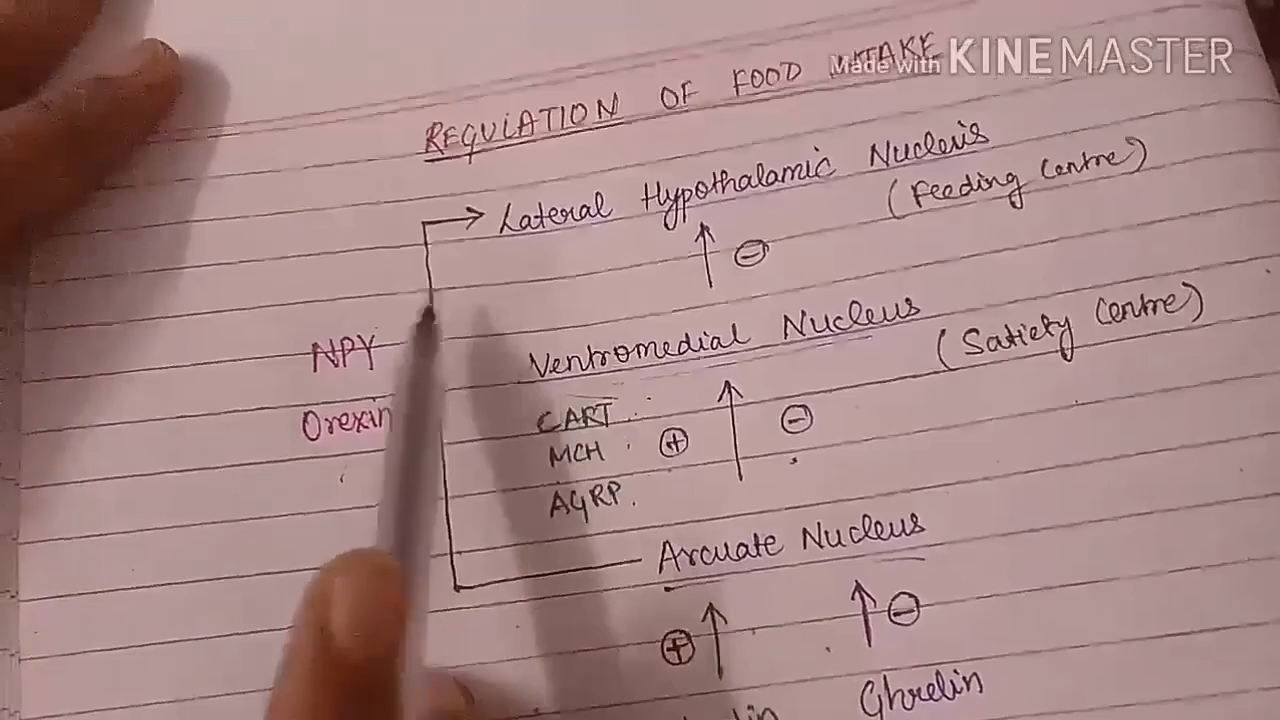 Made with KINEMASTER
REGULATION OF FOOD INTAKE
Lateral Hypothalamic Nucleus
(Feeding Centre)
↑ ⊖
NPY
Ventromedial Nucleus
(Satiety Centre)
Orexin
CART
MCH ⊕ ↑ ⊖
AGRP.
Arcuate Nucleus
⊕ ↑ ↑ ⊖
Ghrelin